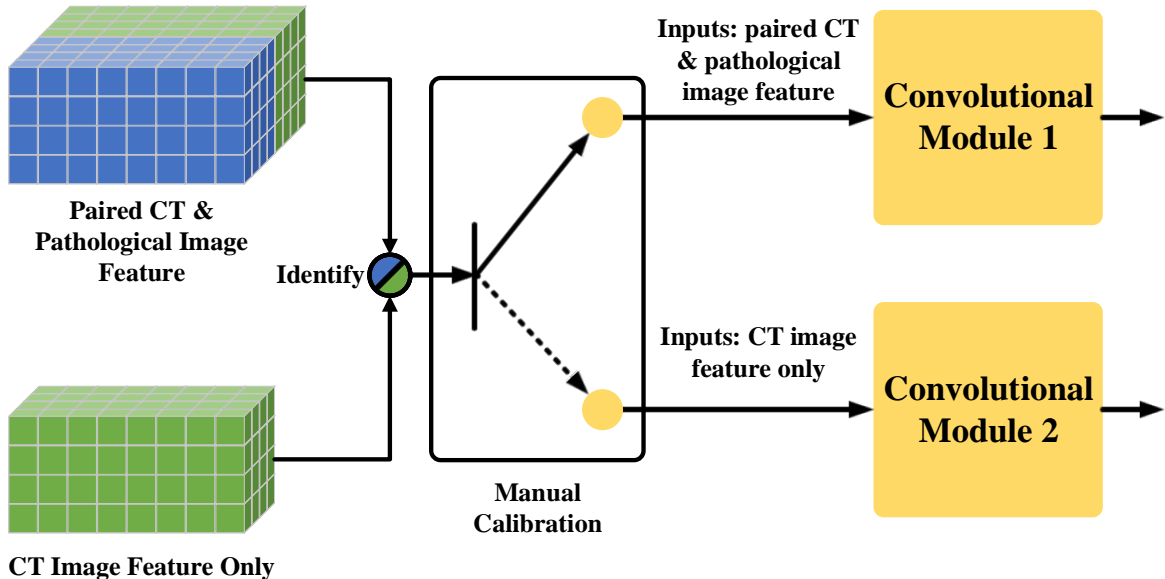 Paired CT &
Pathological Image
Feature
Identify
CT Image Feature Only
Manual
Calibration
Inputs: paired CT
& pathological
image feature
Convolutional
Module 1
Inputs: CT image
feature only
Convolutional
Module 2